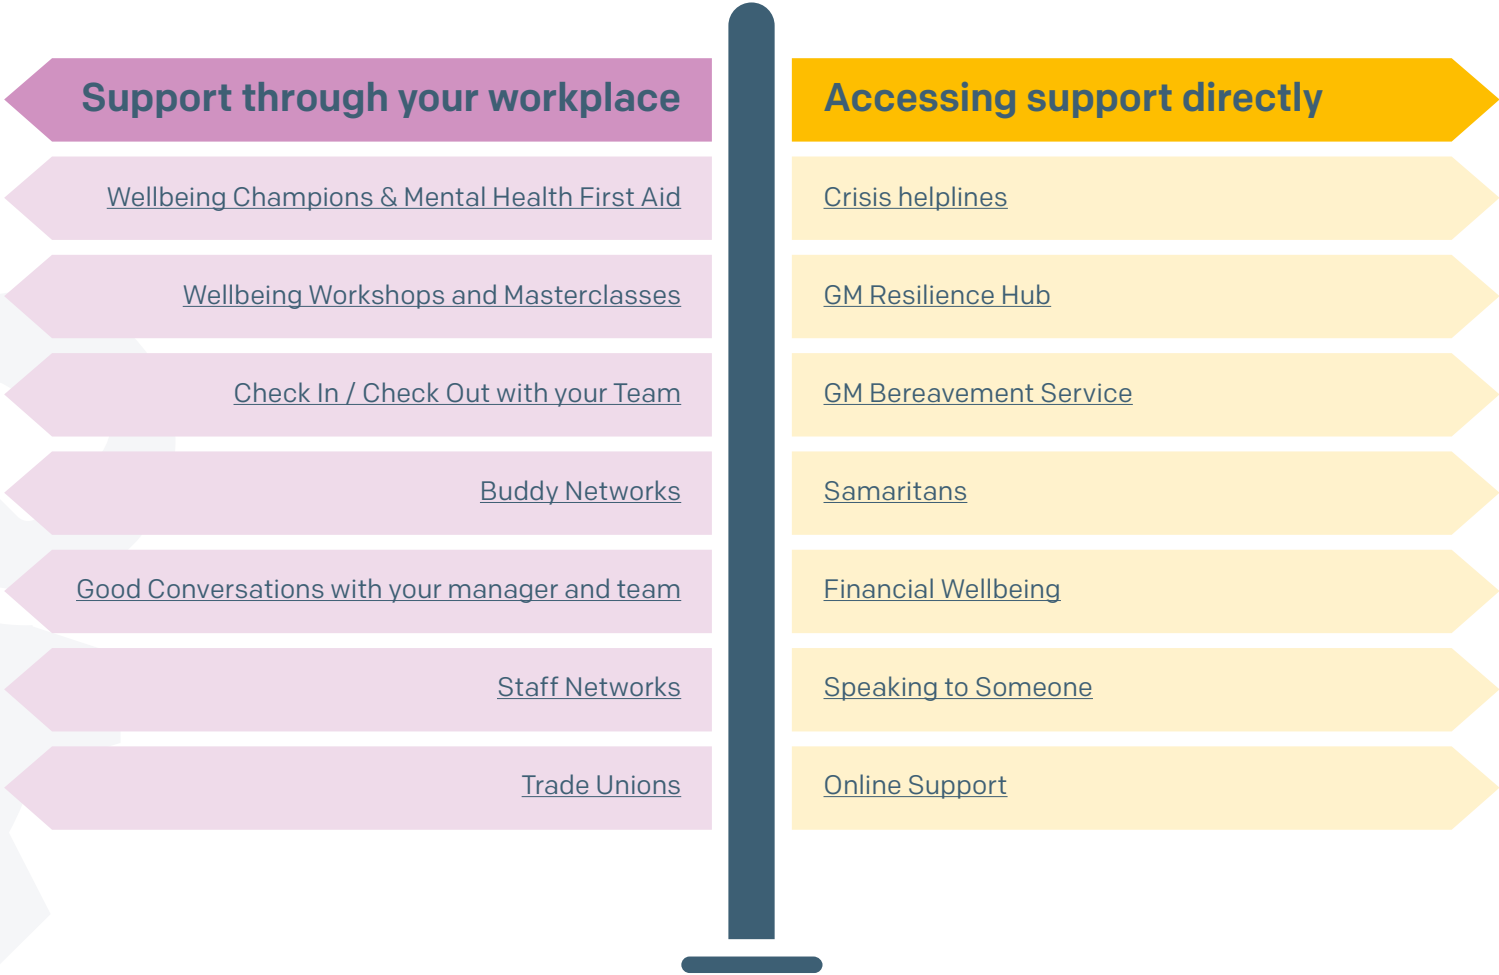 Support through your workplace
Wellbeing Champions & Mental Health First Aid
Wellbeing Workshops and Masterclasses
Check In / Check Out with your Team
Buddy Networks
Good Conversations with your manager and team
Staff Networks
Trade Unions
Accessing support directly
Crisis helplines
GM Resilience Hub
GM Bereavement Service
Samaritans
Financial Wellbeing
Speaking to Someone
Online Support